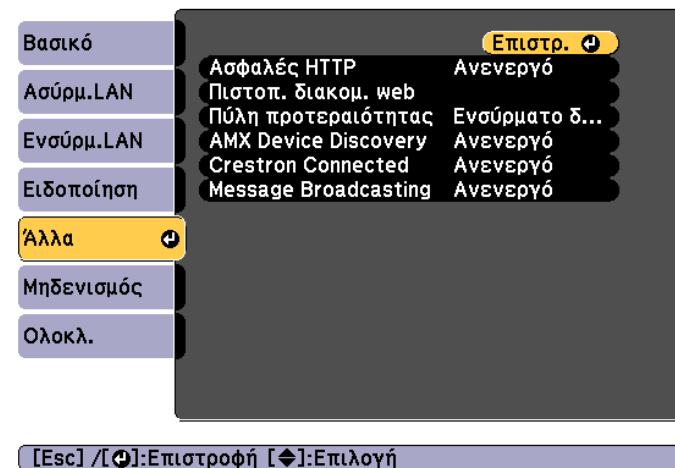 Βασικό
Ασύρμ.LAN
Ενσύρμ.LAN
Ειδοποίηση
Άλλα
Μηδενισμός
Ολοκλ.
Επιστρ.
Ασφαλές HTTP Ανενεργό
Πιστοπ. διακομ. web
Πύλη προτεραιότητας Ενσύρματο δ...
AMX Device Discovery Ανενεργό
Crestron Connected Ανενεργό
Message Broadcasting Ανενεργό
[Esc] /[⏎]:Επιστροφή [◆]:Επιλογή